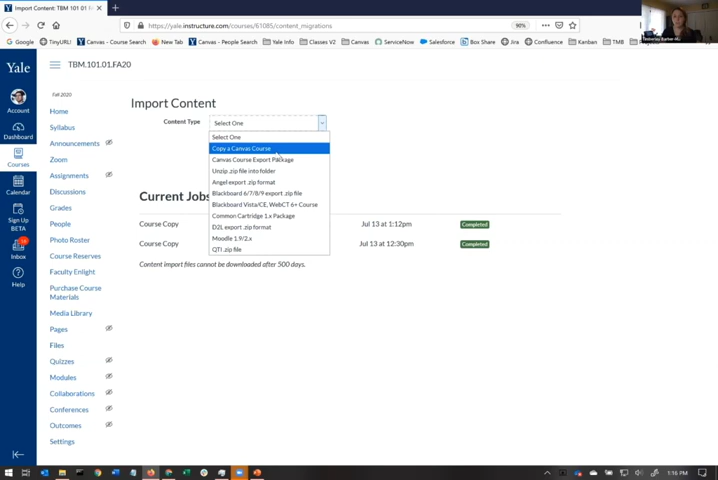 Import Content: TBM 101 01 FA20
https://yale.instructure.com/courses/61085/content_migrations
90%
Google
TinyURL!
Canvas - Course Search
New Tab
Canvas - People Search
Yale Info
Classes V2
Canvas
ServiceNow
Salesforce
Box Share
Jira
Confluence
Kanban
TMB
Confluence
Yale
TBM.101.01.FA20
Account
Dashboard
Courses
Calendar
Sign Up
BETA
Inbox
Help
Fall 2020
Home
Syllabus
Announcements
Zoom
Assignments
Discussions
Grades
People
Photo Roster
Course Reserves
Faculty Enlight
Purchase Course
Materials
Media Library
Pages
Files
Quizzes
Modules
Collaborations
Conferences
Outcomes
Settings
Import Content
Content Type
Select One
Select One
Copy a Canvas Course
Canvas Course Export Package
Unzip .zip file into folder
Angel export .zip format
Blackboard 6/7/8/9 export .zip file
Blackboard Vista/CE, WebCT 6+ Course
Common Cartridge 1.x Package
D2L export .zip format
Moodle 1.9/2.x
QTI .zip file
Current Jobs
Course Copy Jul 13 at 1:12pm Completed
Course Copy Jul 13 at 12:30pm Completed
Content import files cannot be downloaded after 500 days.
1:16 PM